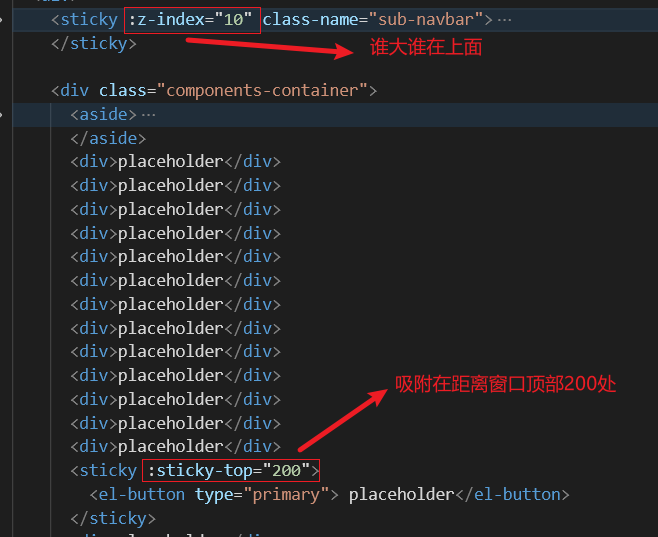 <sticky :z-index="10" class-name="sub-navbar">…
</sticky>
谁大谁在上面
<div class="components-container">
<aside>…
</aside>
<div>placeholder</div>
<div>placeholder</div>
<div>placeholder</div>
<div>placeholder</div>
<div>placeholder</div>
<div>placeholder</div>
<div>placeholder</div>
<div>placeholder</div>
<div>placeholder</div>
<div>placeholder</div>
吸附在距离窗口顶部200处
<div>placeholder</div>
<div>placeholder</div>
<div>placeholder</div>
<sticky :sticky-top="200">
<el-button type="primary"> placeholder</el-button>
</sticky>